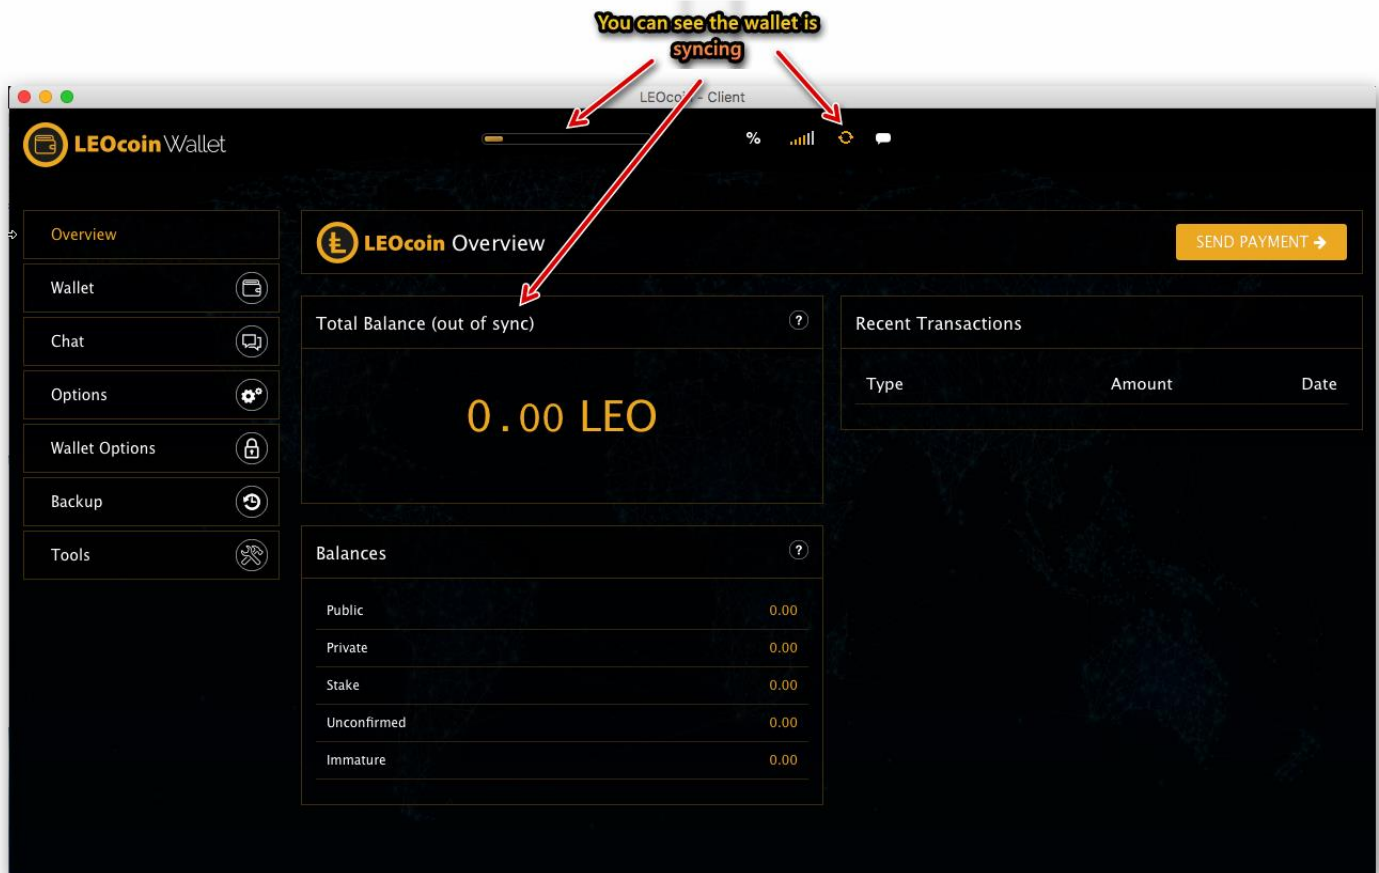 You can see the wallet is
syncing
LEOcoin - Client
LEOcoin Wallet
%
Overview
Wallet
Chat
Options
Wallet Options
Backup
Tools
LEOcoin Overview
SEND PAYMENT
Total Balance (out of sync)
?
0.00 LEO
Recent Transactions
Type Amount Date
Balances
?
Public 0.00
Private 0.00
Stake 0.00
Unconfirmed 0.00
Immature 0.00